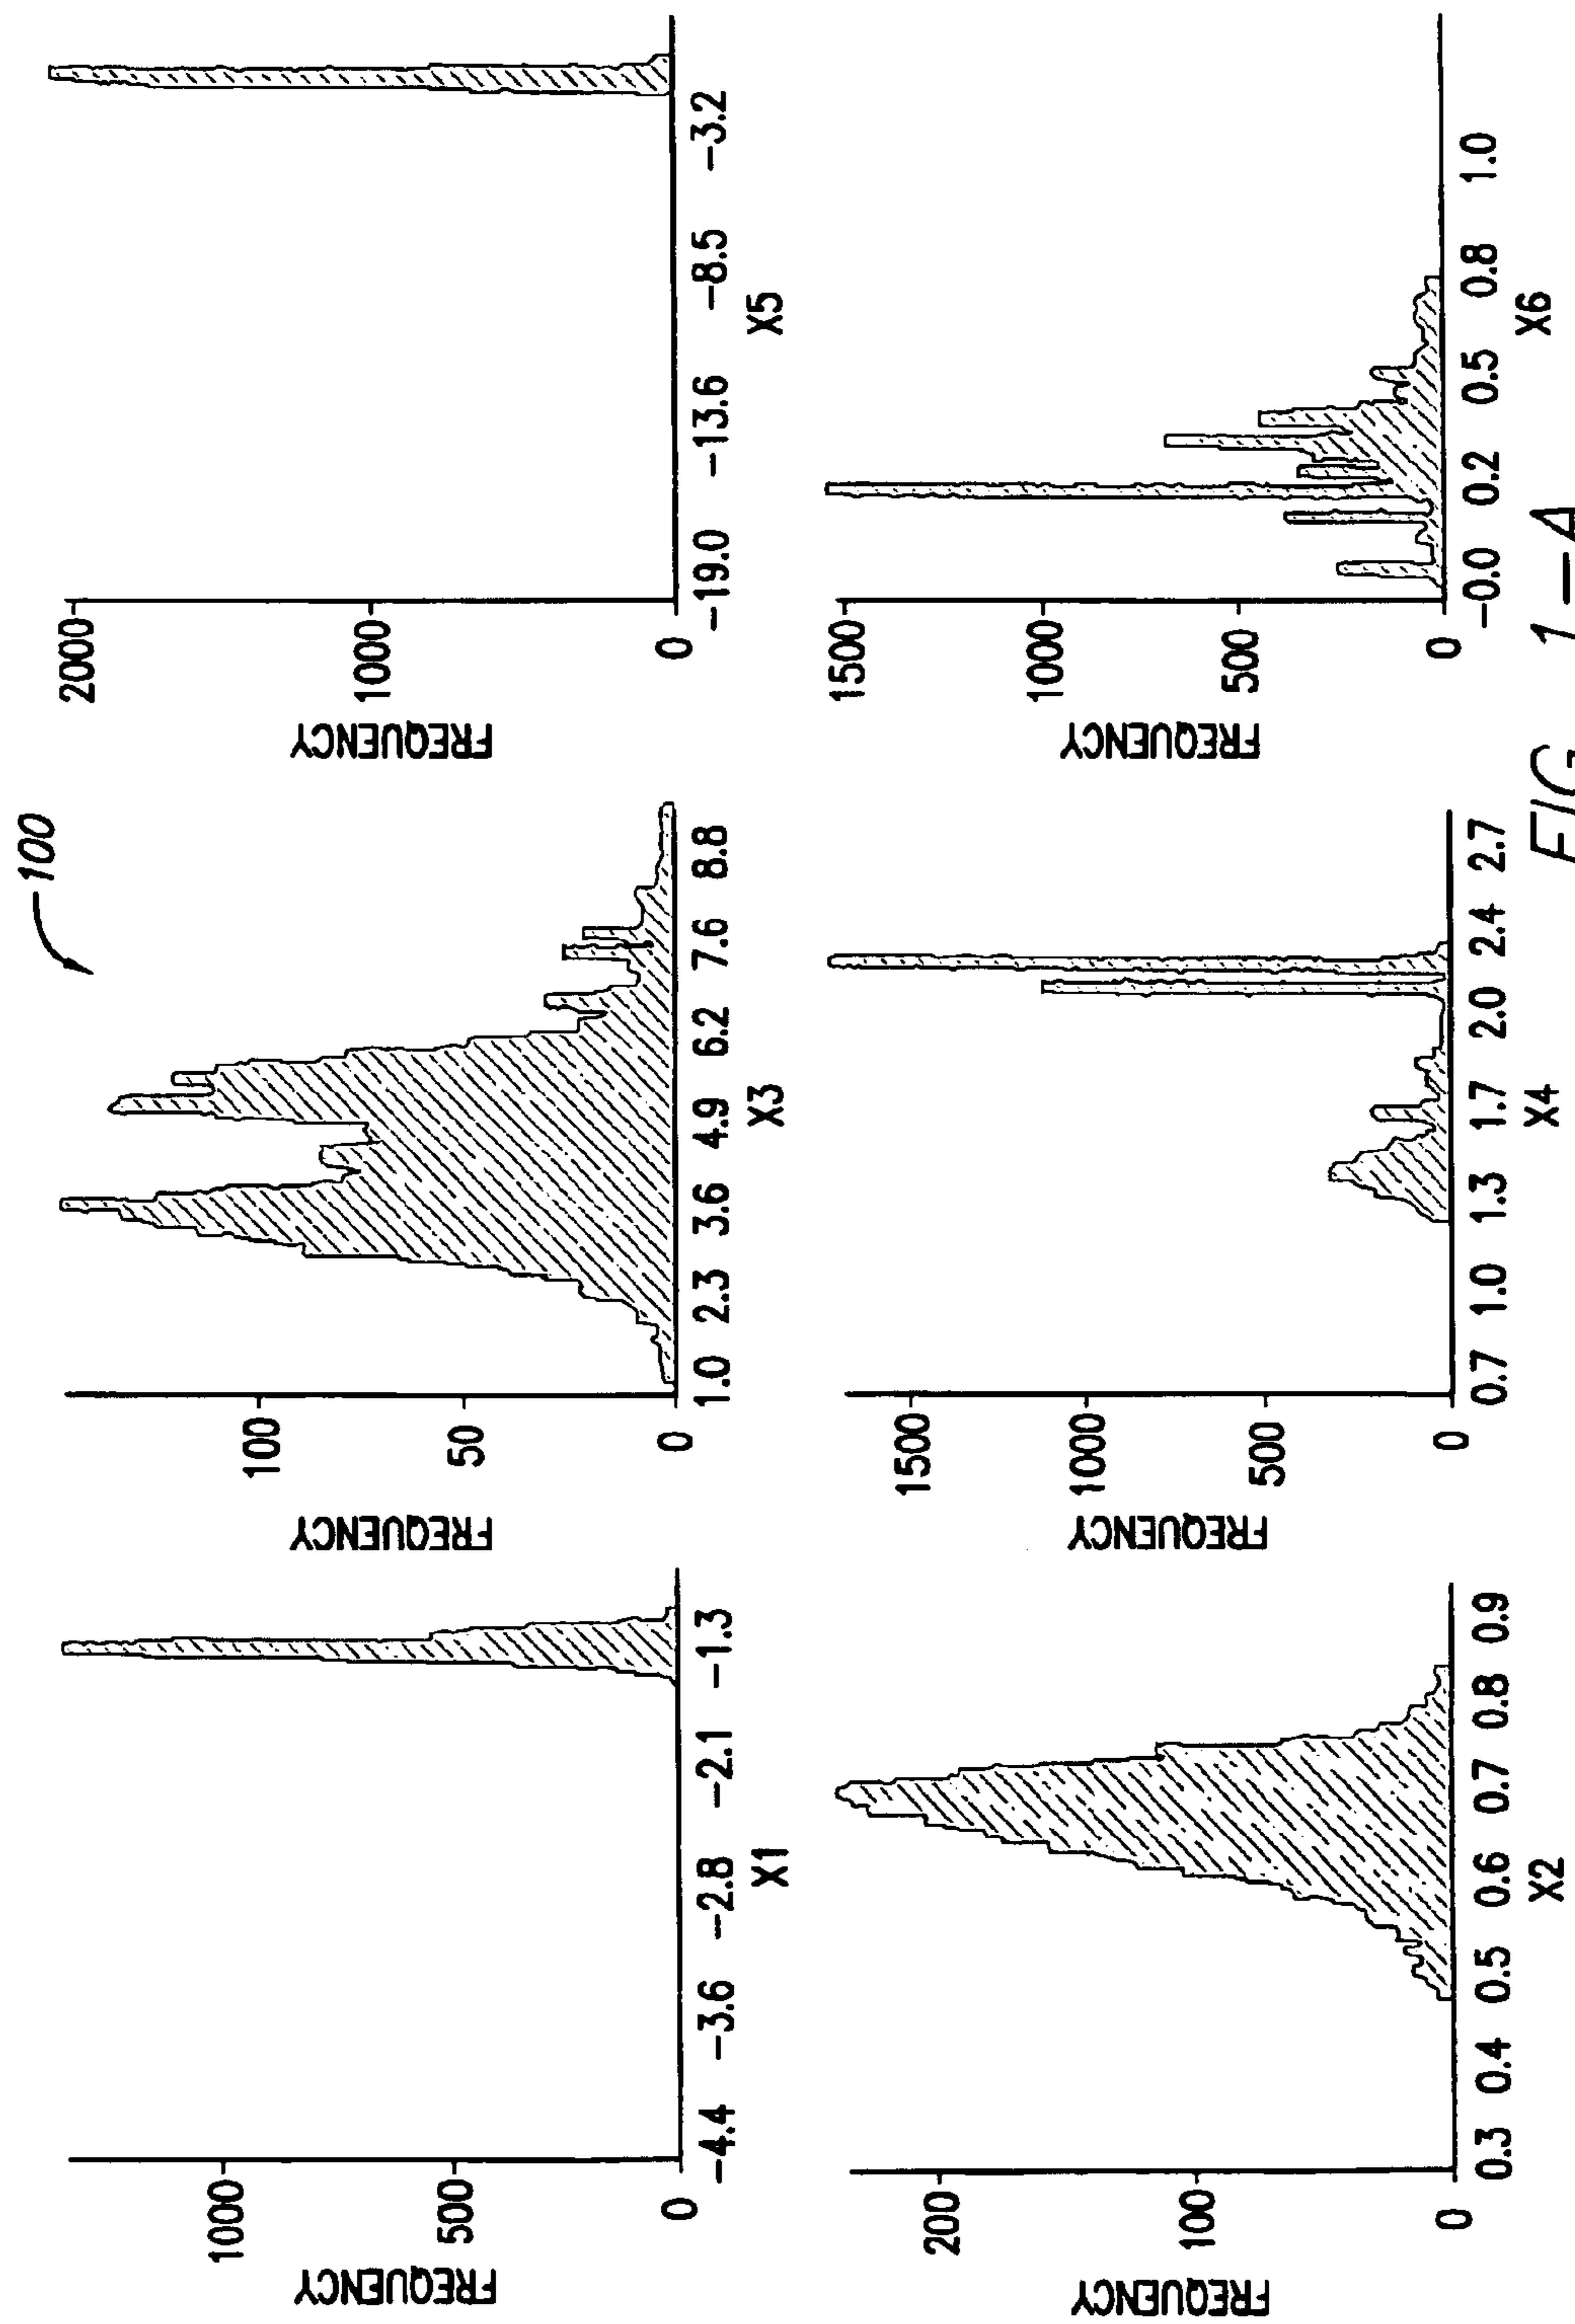 100
FREQUENCY
1000
500
0
-4.4 -3.6 -2.8 -2.1 -1.3
X1
FREQUENCY
100
50
0
1.0 2.3 3.6 4.9 6.2 7.6 8.8
X3
FREQUENCY
2000
1000
0
-19.0 -13.6 -8.5 -3.2
X5
FREQUENCY
200
100
0
0.3 0.4 0.5 0.6 0.7 0.8 0.9
X2
FREQUENCY
1500
1000
500
0
0.7 1.0 1.3 1.7 2.0 2.4 2.7
X4
FREQUENCY
1500
1000
500
0
-0.0 0.2 0.5 0.8 1.0
X6
FIG 1-A